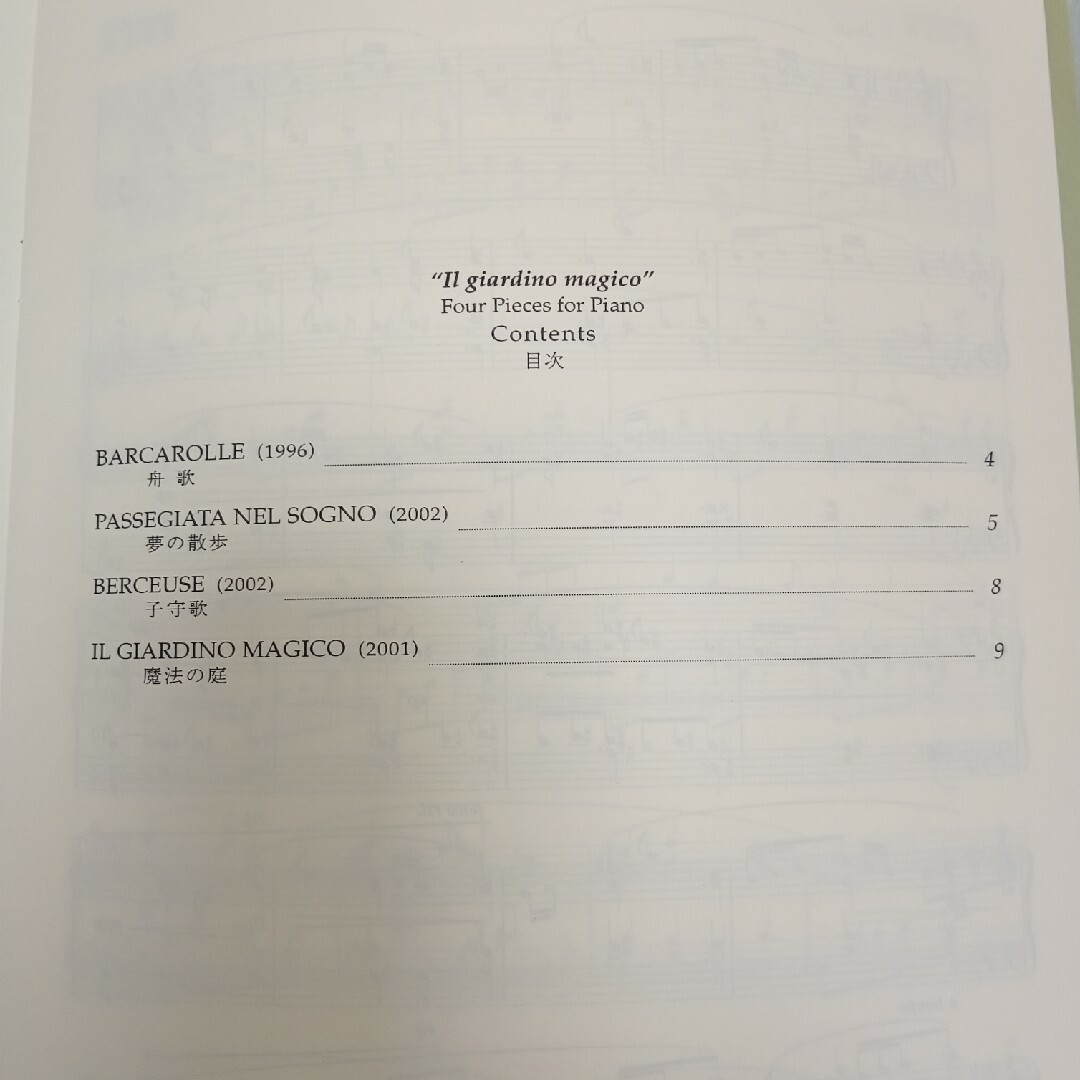 “Il giardino magico”
Four Pieces for Piano
Contents
目次
BARCAROLLE (1996) 4
舟 歌
PASSEGIATA NEL SOGNO (2002) 5
夢の散歩
BERCEUSE (2002) 8
子守歌
IL GIARDINO MAGICO (2001) 9
魔法の庭